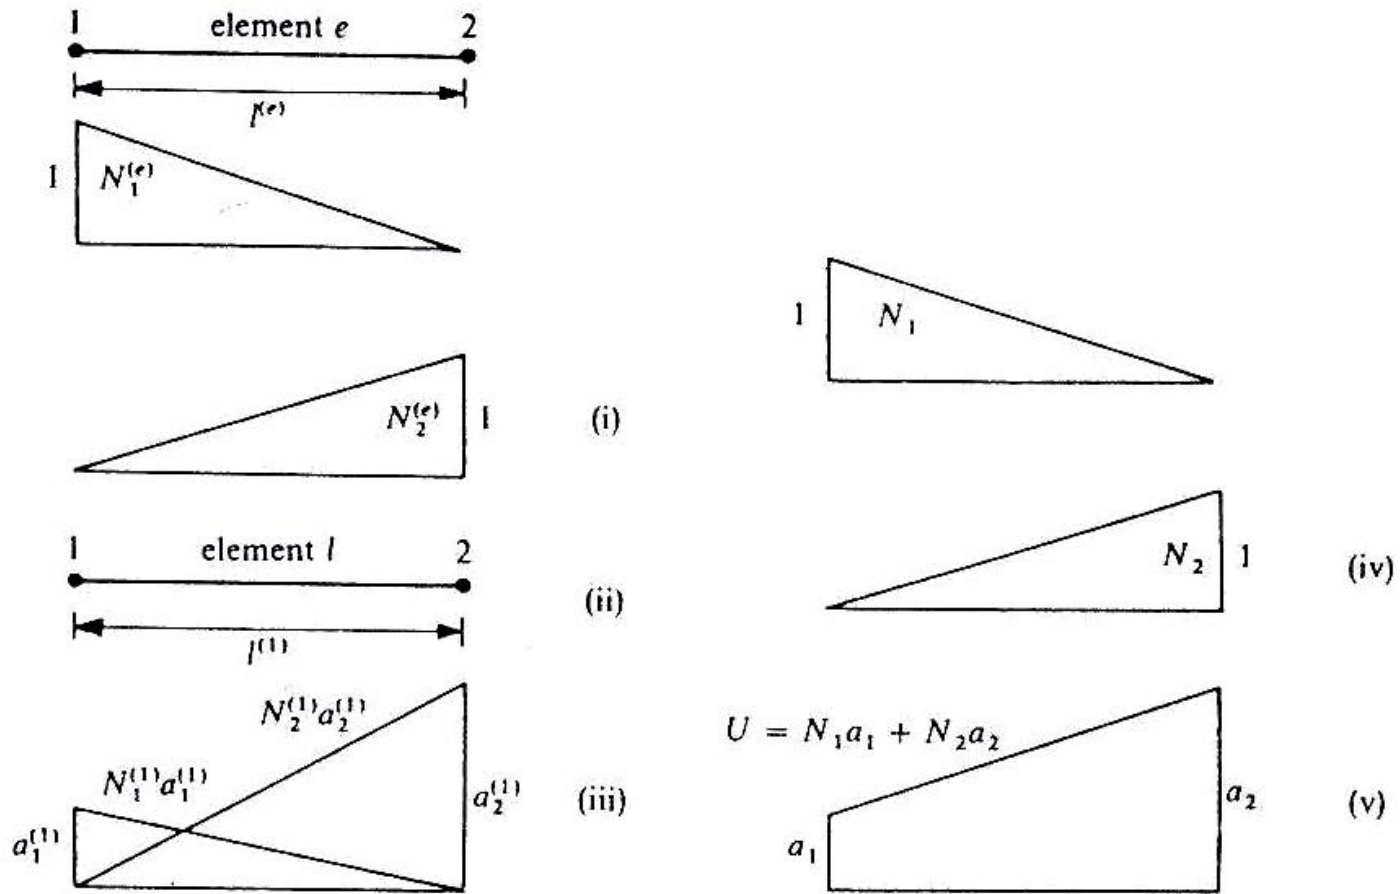 1 element e 2
l^(e)
1 N_1^(e)
N_2^(e) 1 (i)
1 element l 2
(ii)
l^(1)
N_2^(1) a_2^(1)
N_1^(1) a_1^(1)
a_1^(1) a_2^(1) (iii)
1 N_1
N_2 1 (iv)
U = N_1 a_1 + N_2 a_2
a_1 a_2 (v)